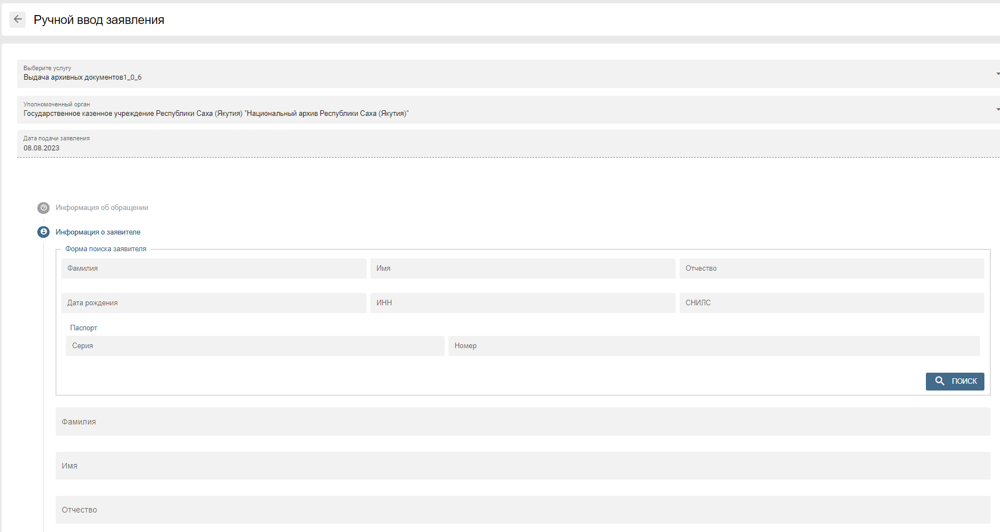 Ручной ввод заявления
Выберите услугу
Выдача архивных документов1_0_6
Уполномоченный орган
Государственное казенное учреждение Республики Саха (Якутия) "Национальный архив Республики Саха (Якутия)"
Дата подачи заявления
08.08.2023
Информация об обращении
Информация о заявителе
Форма поиска заявителя
Фамилия
Имя
Отчество
Дата рождения
ИНН
СНИЛС
Паспорт
Серия
Номер
ПОИСК
Фамилия
Имя
Отчество